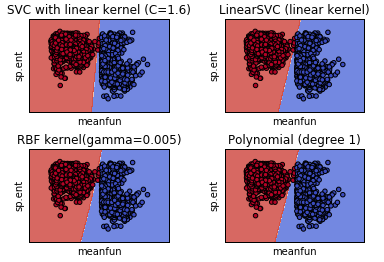 SVC with linear kernel (C=1.6)
LinearSVC (linear kernel)
sp.ent
sp.ent
meanfun
meanfun
RBF kernel(gamma=0.005)
Polynomial (degree 1)
sp.ent
sp.ent
meanfun
meanfun